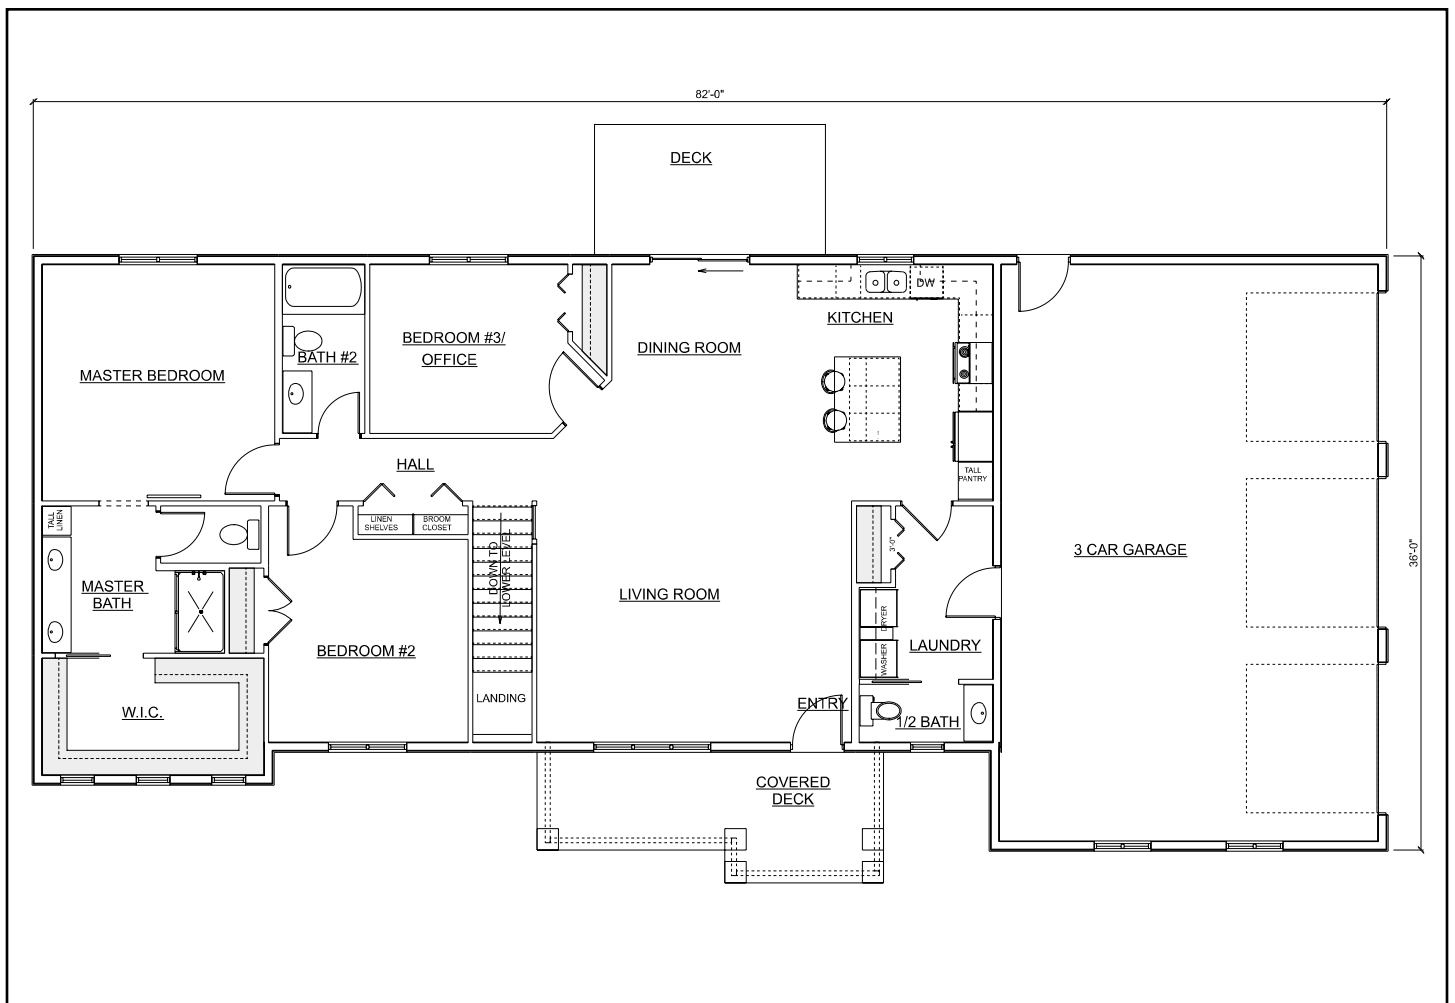 82'-0"
DECK
KITCHEN
DW
BEDROOM #3/
OFFICE
DINING ROOM
BATH #2
MASTER BEDROOM
HALL
TALL
PANTRY
TALL
LINEN
LINEN
SHELVES
BROOM
CLOSET
3'-0"
3 CAR GARAGE
36'-0"
DOWN TO
LOWER LEVEL
MASTER
BATH
LIVING ROOM
DRYER
WASHER
LAUNDRY
BEDROOM #2
LANDING
ENTRY
W.I.C.
1/2 BATH
COVERED
DECK